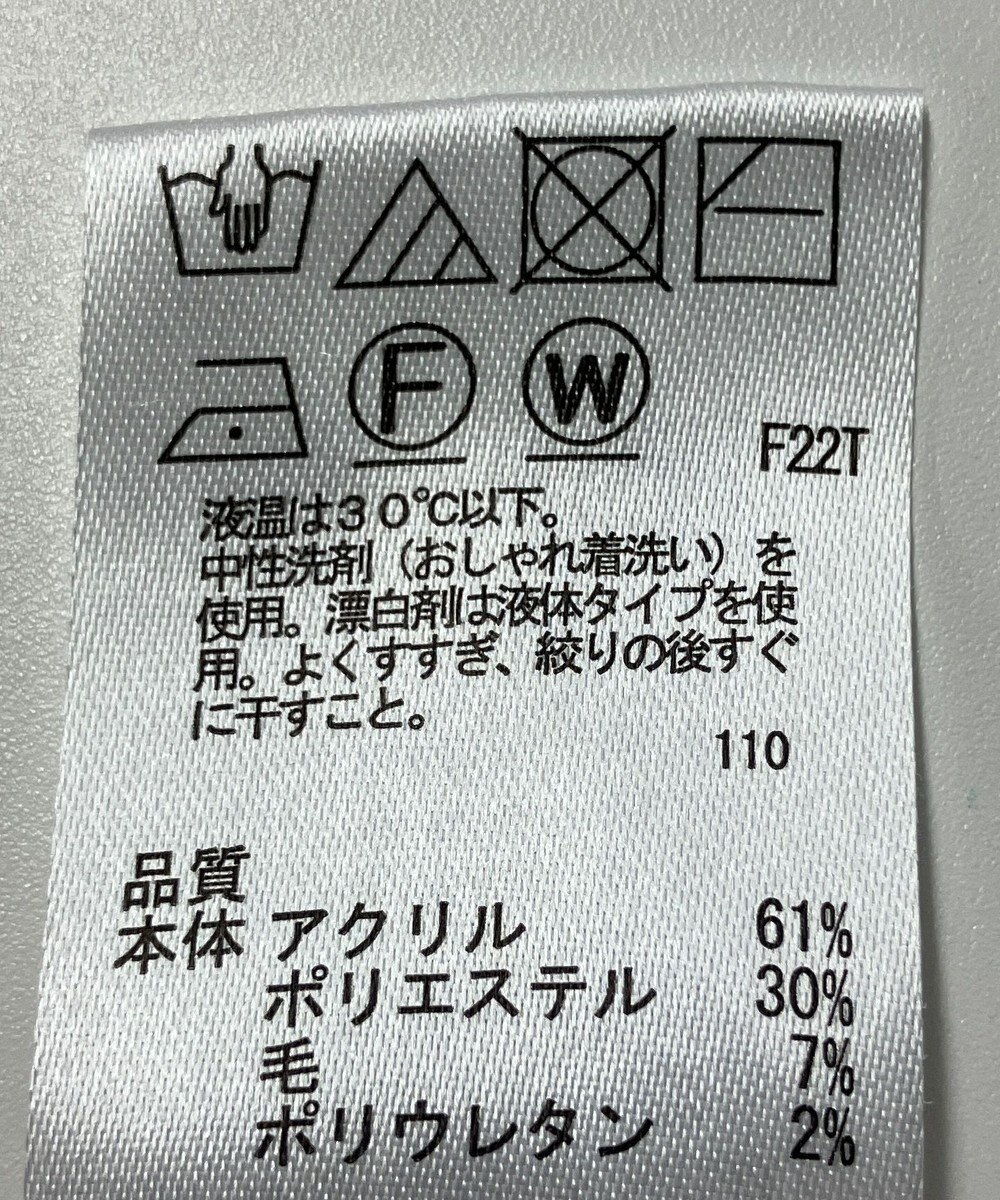 F W
F22T
液温は30℃以下。
中性洗剤（おしゃれ着洗い）を
使用。漂白剤は液体タイプを使
用。よくすすぎ、絞りの後すぐ
に干すこと。
110
品質
本体 アクリル 61%
ポリエステル 30%
毛 7%
ポリウレタン 2%